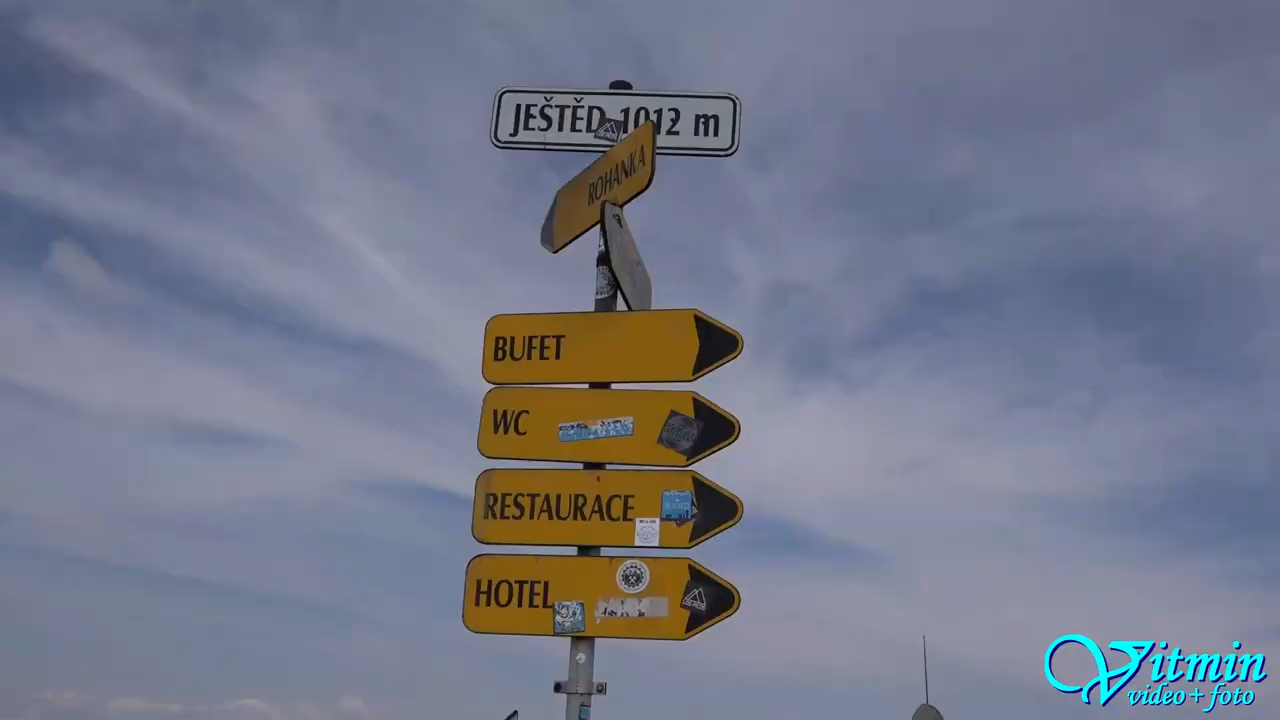 JEŠTĚD 1012 m
ROHANKA
BUFET
WC
RESTAURACE
HOTEL
Vitmin
video + foto